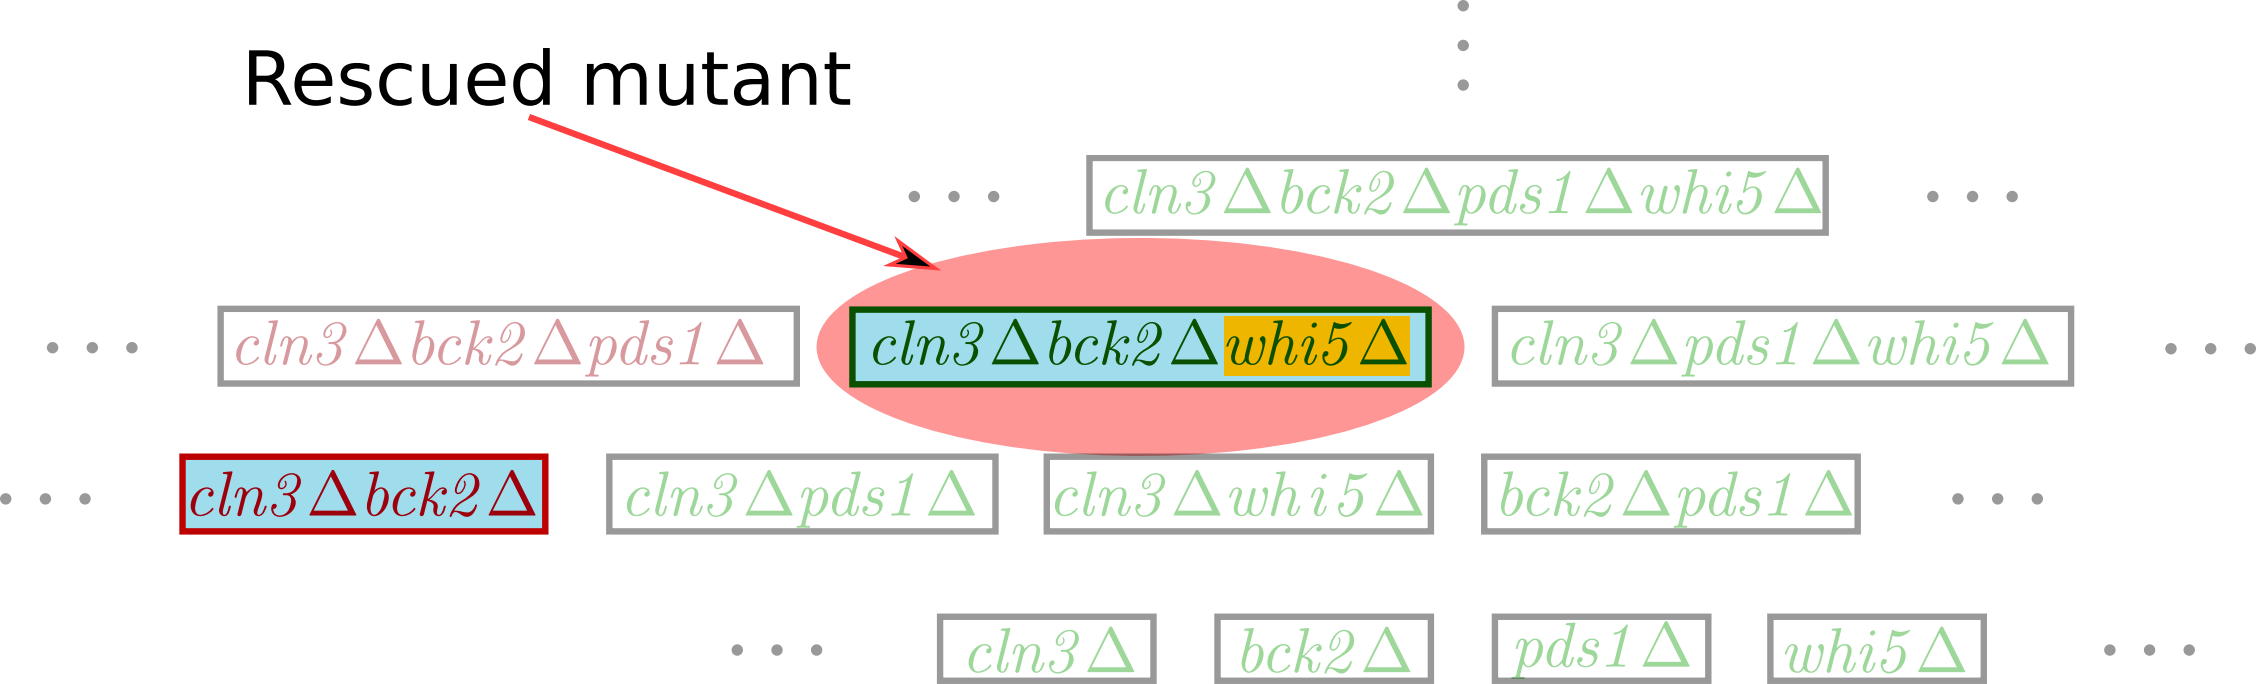 Rescued mutant
cln3Δbck2Δpds1Δwhi5Δ
cln3Δbck2Δpds1Δ cln3Δbck2Δwhi5Δ cln3Δpds1Δwhi5Δ
cln3Δbck2Δ cln3Δpds1Δ cln3Δwhi5Δ bck2Δpds1Δ
cln3Δ bck2Δ pds1Δ whi5Δ